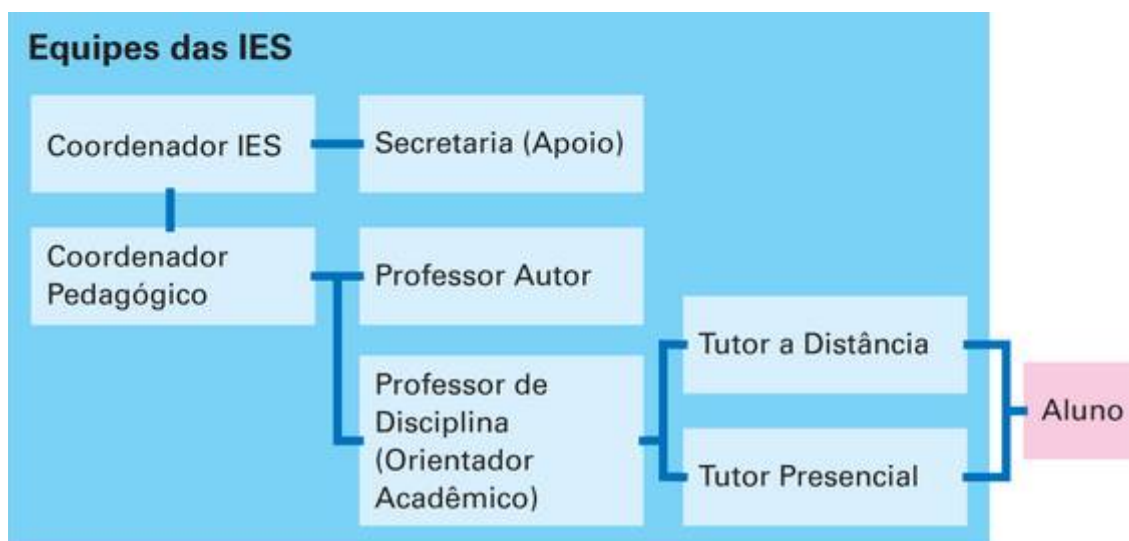 Equipes das IES
Coordenador IES
Secretaria (Apoio)
Coordenador
Pedagógico
Professor Autor
Professor de
Disciplina
(Orientador
Acadêmico)
Tutor a Distância
Tutor Presencial
Aluno